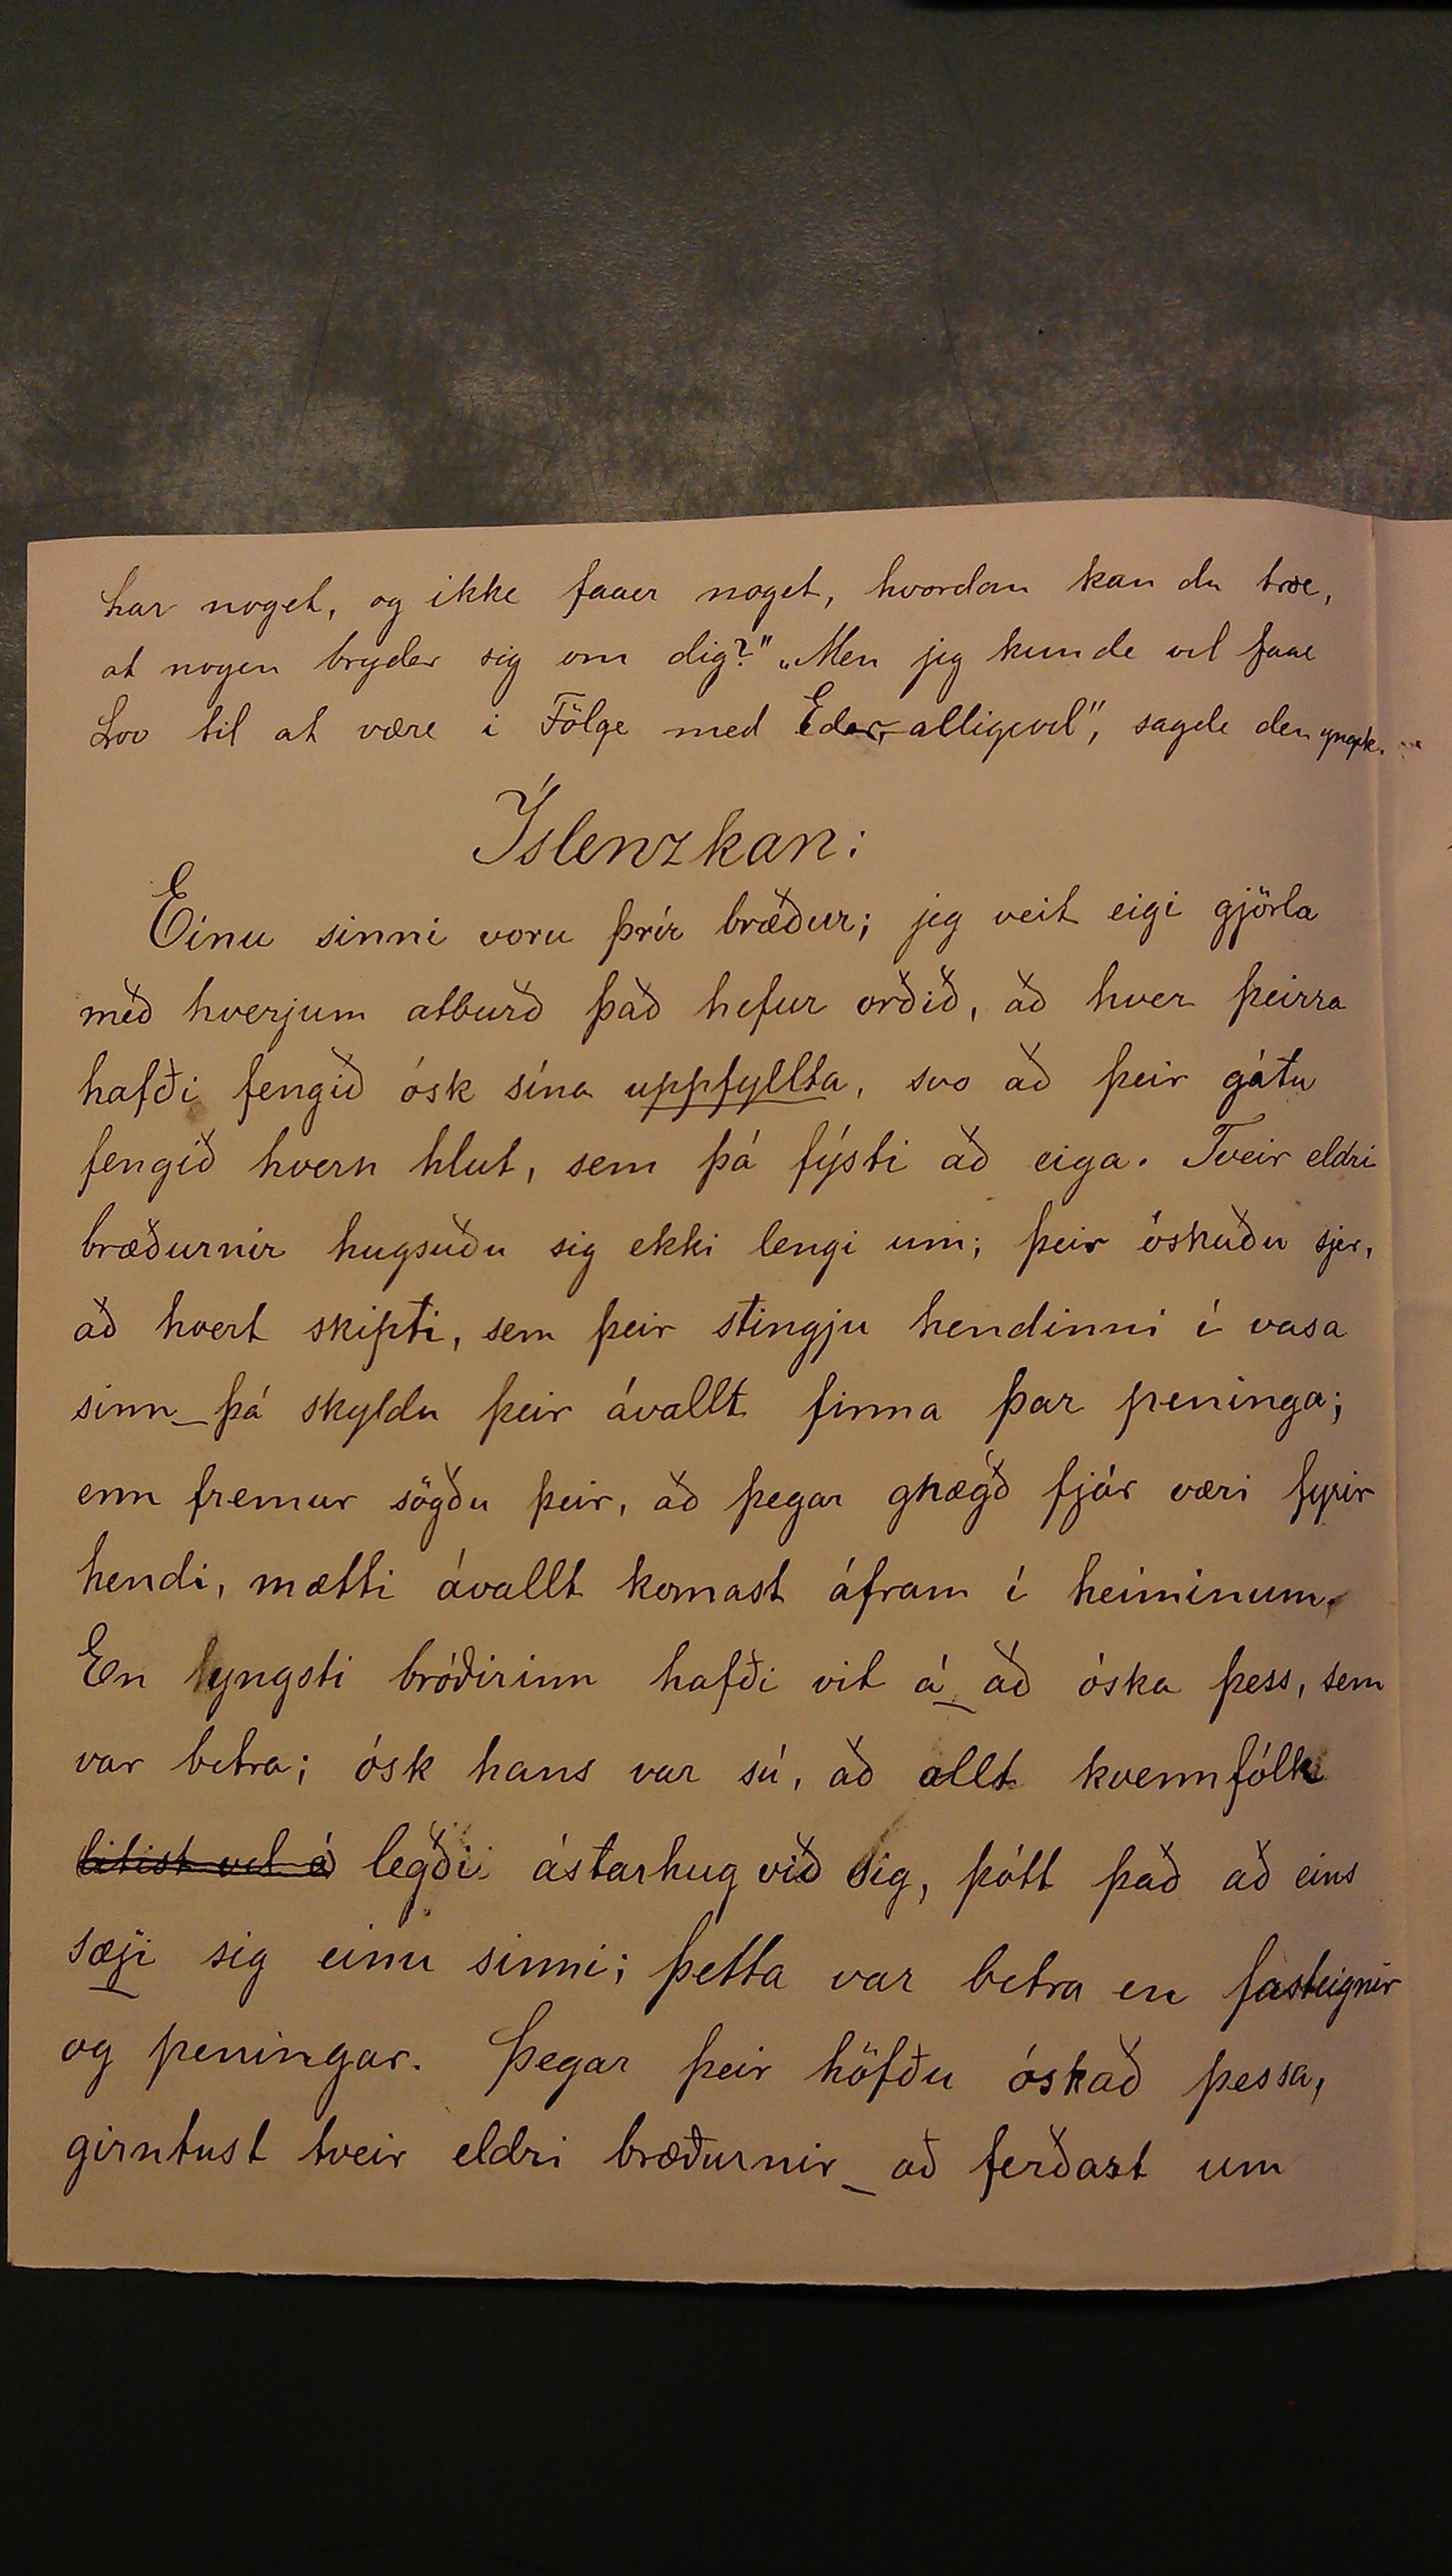 har noget, og ikke faaer noget, hvordan kan du troe,
at nogen bryder sig om dig?" „Men jeg kunde vel faae
Lov til at være i Fölge med Eder, alligevel", sagde den yngste.
Íslenzkan:
Einu sinni voru þrír bræður; jeg veit eigi gjörla
með hverjum atburð það hefur orðið, að hver þeirra
hafði fengið ósk sína uppfyllta, svo að þeir gátu
fengið hvern hlut, sem þá fýsti að eiga. Tveir eldri
bræðurnir hugsuðu sig ekki lengi um; þeir óskuðu sjer,
að hvert skipti, sem þeir stingju hendinni í vasa
sinn þá skyldu þeir ávallt finna þar peninga;
enn fremur sögðu þeir, að þegar gnægð fjár væri fyrir
hendi, mætti ávallt komast áfram í heiminum.
En yngsti bróðirinn hafði vit á að óska þess, sem
var betra; ósk hans var sú, að allt kvennfólk
litist vel á legði ástarhug við sig, þótt það að eins
sæji sig einu sinni; þetta var betra en fasteignir
og peningar. Þegar þeir höfðu óskað þessa,
girntust tveir eldri bræðurnir að ferðast um